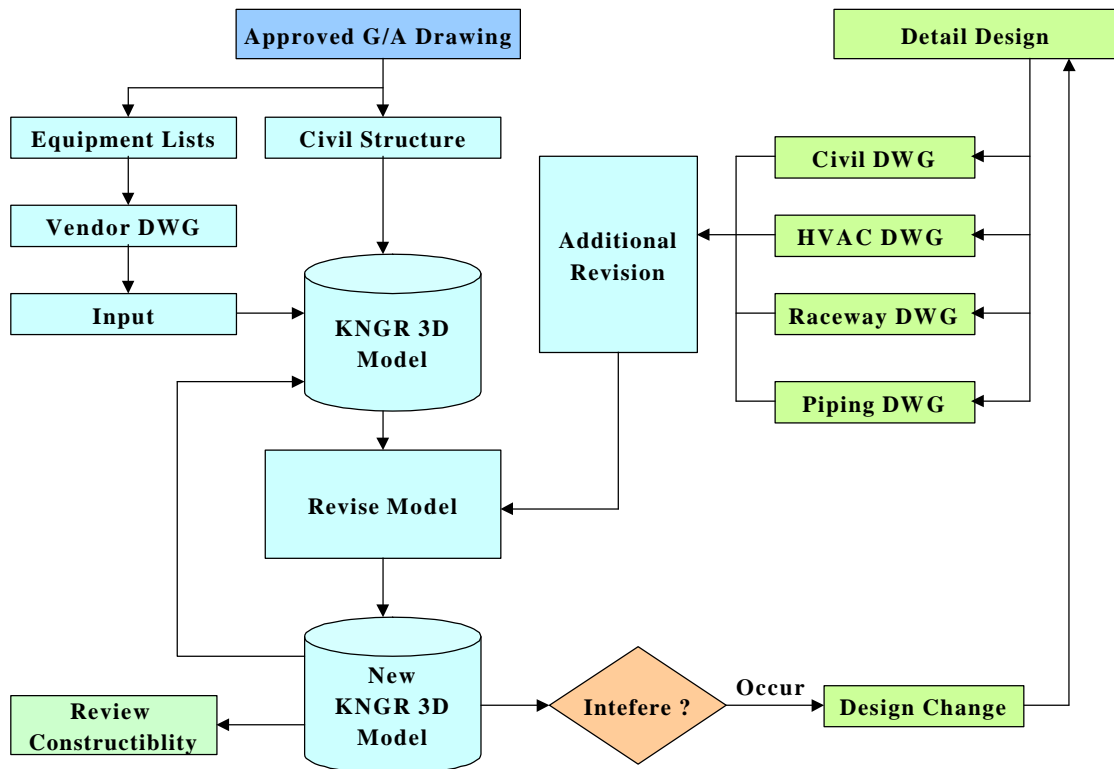 Approved G/A Drawing
Detail Design
Equipment Lists
Civil Structure
Civil DWG
Vendor DWG
HVAC DWG
Additional
Revision
Input
KNGR 3D
Model
Raceway DWG
Piping DWG
Revise Model
New
KNGR 3D
Model
Intefere ?
Occur
Design Change
Review
Constructiblity